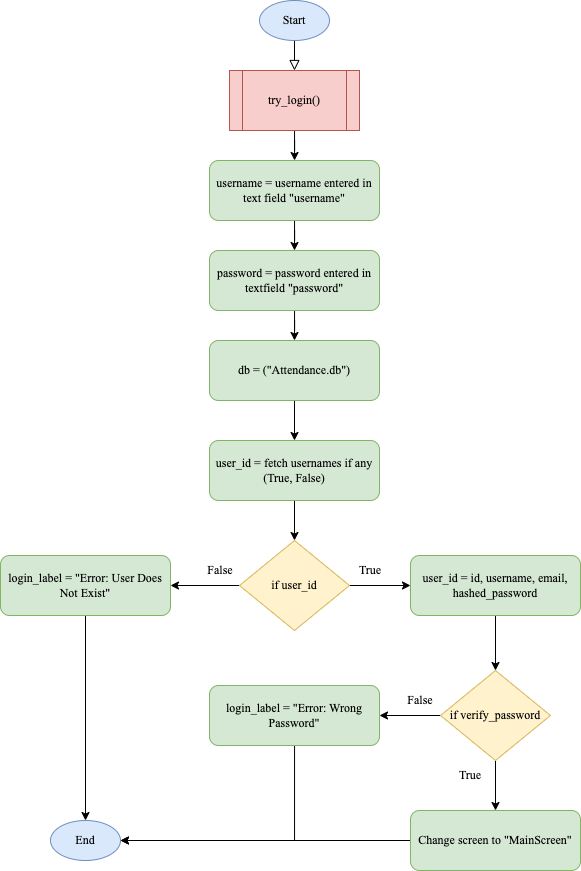 Start
try_login()
username = username entered in
text field "username"
password = password entered in
textfield "password"
db = ("Attendance.db")
user_id = fetch usernames if any
(True, False)
False
True
login_label = "Error: User Does
Not Exist"
if user_id
user_id = id, username, email,
hashed_password
False
login_label = "Error: Wrong
Password"
if verify_password
True
End
Change screen to "MainScreen"